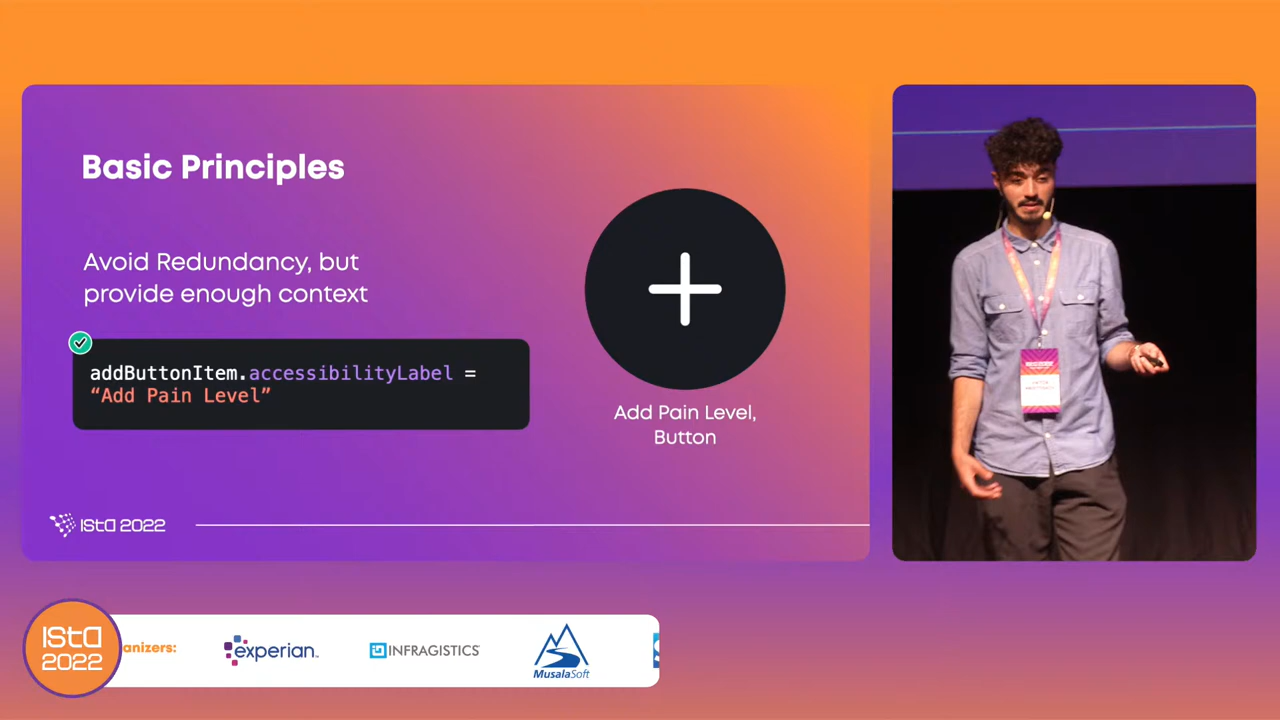 Basic Principles
Avoid Redundancy, but
provide enough context
addButtonItem.accessibilityLabel =
“Add Pain Level”
Add Pain Level,
Button
ISTA 2022
ISTA
2022
anizers:
experian.
INFRAGISTICS
MusalaSoft